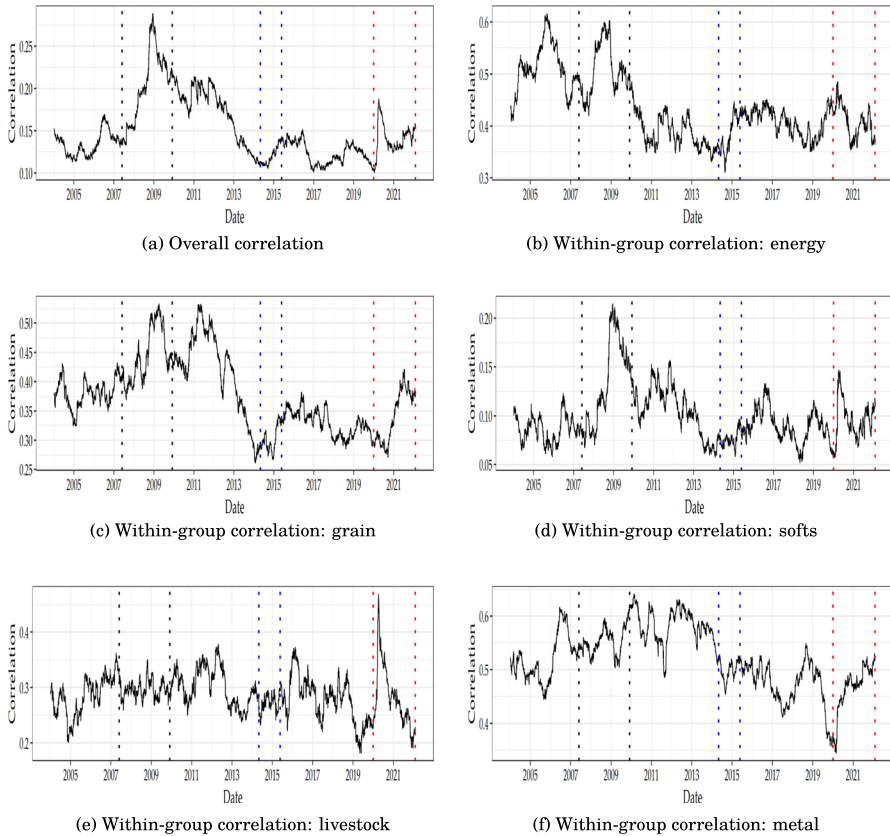 Correlation
0.25
0.20
0.15
0.10
2005 2007 2009 2011 2013 2015 2017 2019 2021
Date
(a) Overall correlation
Correlation
0.6
0.5
0.4
0.3
2005 2007 2009 2011 2013 2015 2017 2019 2021
Date
(b) Within-group correlation: energy
Correlation
0.50
0.45
0.40
0.35
0.30
0.25
2005 2007 2009 2011 2013 2015 2017 2019 2021
Date
(c) Within-group correlation: grain
Correlation
0.20
0.15
0.10
0.05
2005 2007 2009 2011 2013 2015 2017 2019 2021
Date
(d) Within-group correlation: softs
Correlation
0.4
0.3
0.2
2005 2007 2009 2011 2013 2015 2017 2019 2021
Date
(e) Within-group correlation: livestock
Correlation
0.6
0.5
0.4
2005 2007 2009 2011 2013 2015 2017 2019 2021
Date
(f) Within-group correlation: metal